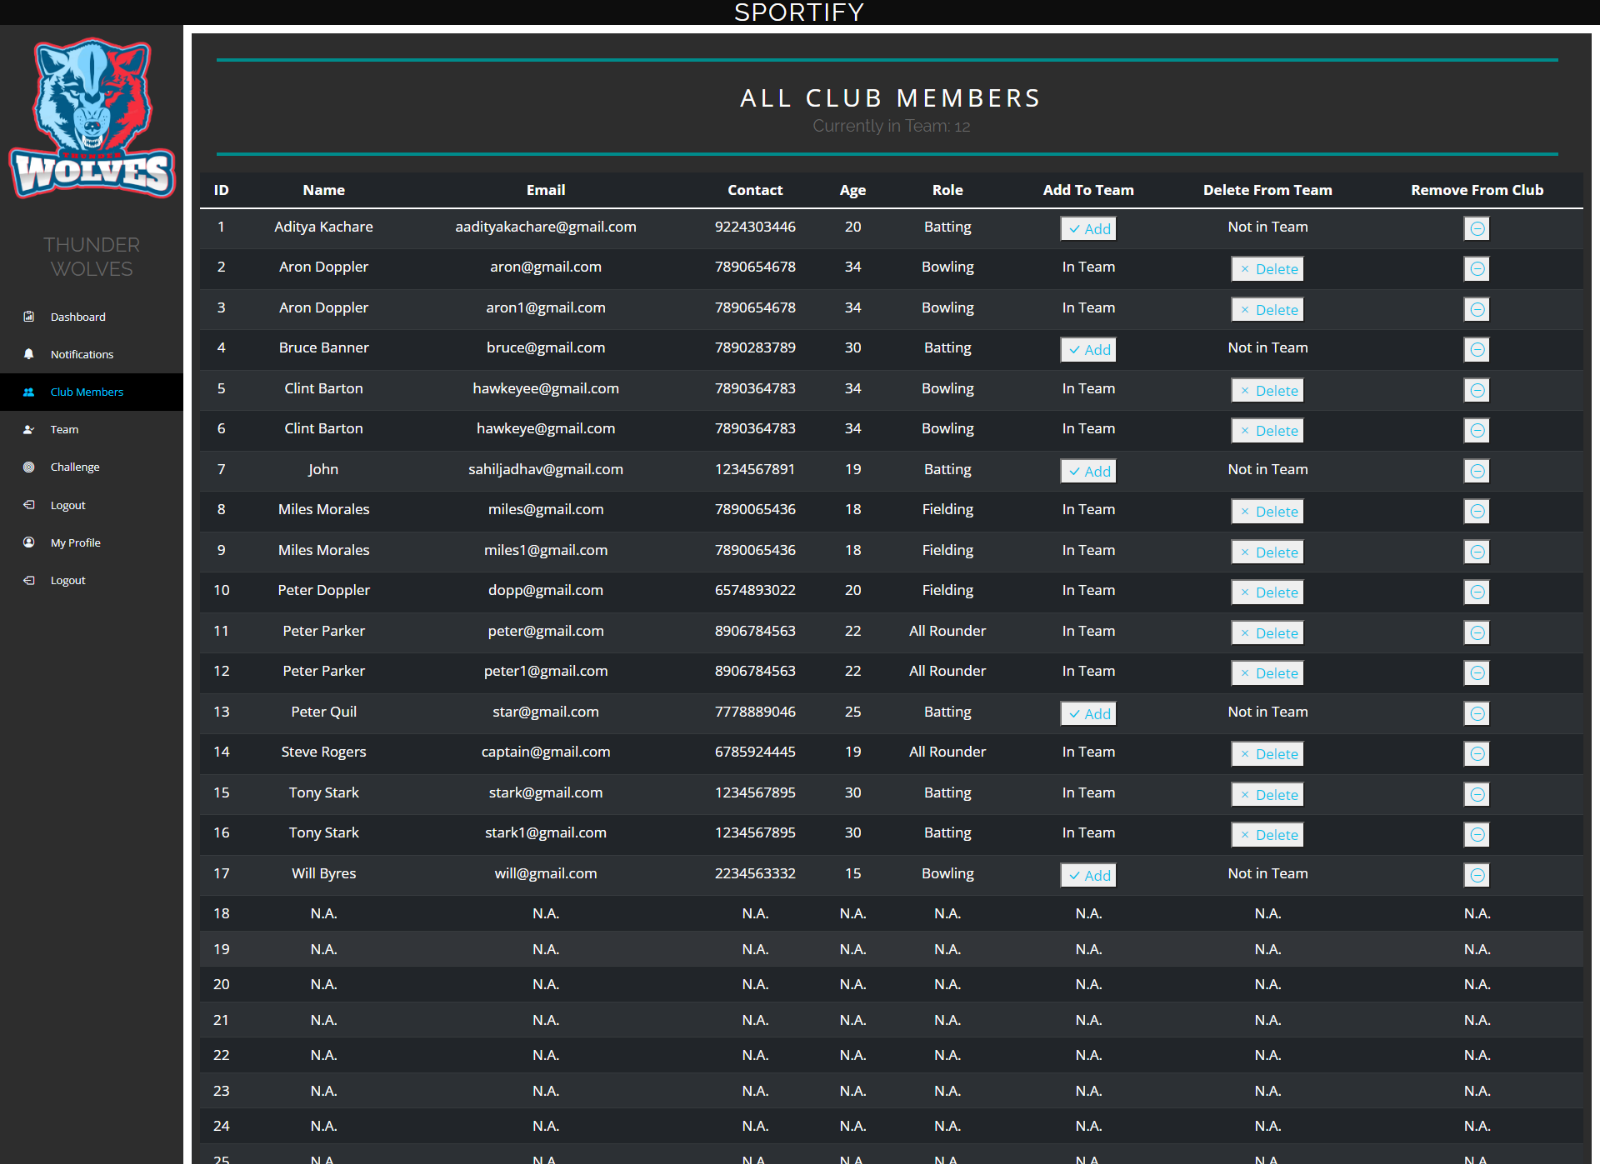 SPORTIFY
WOLVES
THUNDER
WOLVES
Dashboard
Notifications
Club Members
Team
Challenge
Logout
My Profile
Logout
ALL CLUB MEMBERS
Currently in Team: 12
ID Name Email Contact Age Role Add To Team Delete From Team Remove From Club
1 Aditya Kachare aadityakachare@gmail.com 9224303446 20 Batting Add Not in Team
2 Aron Doppler aron@gmail.com 7890654678 34 Bowling In Team Delete
3 Aron Doppler aron1@gmail.com 7890654678 34 Bowling In Team Delete
4 Bruce Banner bruce@gmail.com 7890283789 30 Batting Add Not in Team
5 Clint Barton hawkeyee@gmail.com 7890364783 34 Bowling In Team Delete
6 Clint Barton hawkeye@gmail.com 7890364783 34 Bowling In Team Delete
7 John sahiljadhav@gmail.com 1234567891 19 Batting Add Not in Team
8 Miles Morales miles@gmail.com 7890065436 18 Fielding In Team Delete
9 Miles Morales miles1@gmail.com 7890065436 18 Fielding In Team Delete
10 Peter Doppler dopp@gmail.com 6574893022 20 Fielding In Team Delete
11 Peter Parker peter@gmail.com 8906784563 22 All Rounder In Team Delete
12 Peter Parker peter1@gmail.com 8906784563 22 All Rounder In Team Delete
13 Peter Quil star@gmail.com 7778889046 25 Batting Add Not in Team
14 Steve Rogers captain@gmail.com 6785924445 19 All Rounder In Team Delete
15 Tony Stark stark@gmail.com 1234567895 30 Batting In Team Delete
16 Tony Stark stark1@gmail.com 1234567895 30 Batting In Team Delete
17 Will Byres will@gmail.com 2234563332 15 Bowling Add Not in Team
18 N.A. N.A. N.A. N.A. N.A. N.A. N.A. N.A.
19 N.A. N.A. N.A. N.A. N.A. N.A. N.A. N.A.
20 N.A. N.A. N.A. N.A. N.A. N.A. N.A. N.A.
21 N.A. N.A. N.A. N.A. N.A. N.A. N.A. N.A.
22 N.A. N.A. N.A. N.A. N.A. N.A. N.A. N.A.
23 N.A. N.A. N.A. N.A. N.A. N.A. N.A. N.A.
24 N.A. N.A. N.A. N.A. N.A. N.A. N.A. N.A.
25 N.A. N.A. N.A. N.A. N.A. N.A. N.A. N.A.